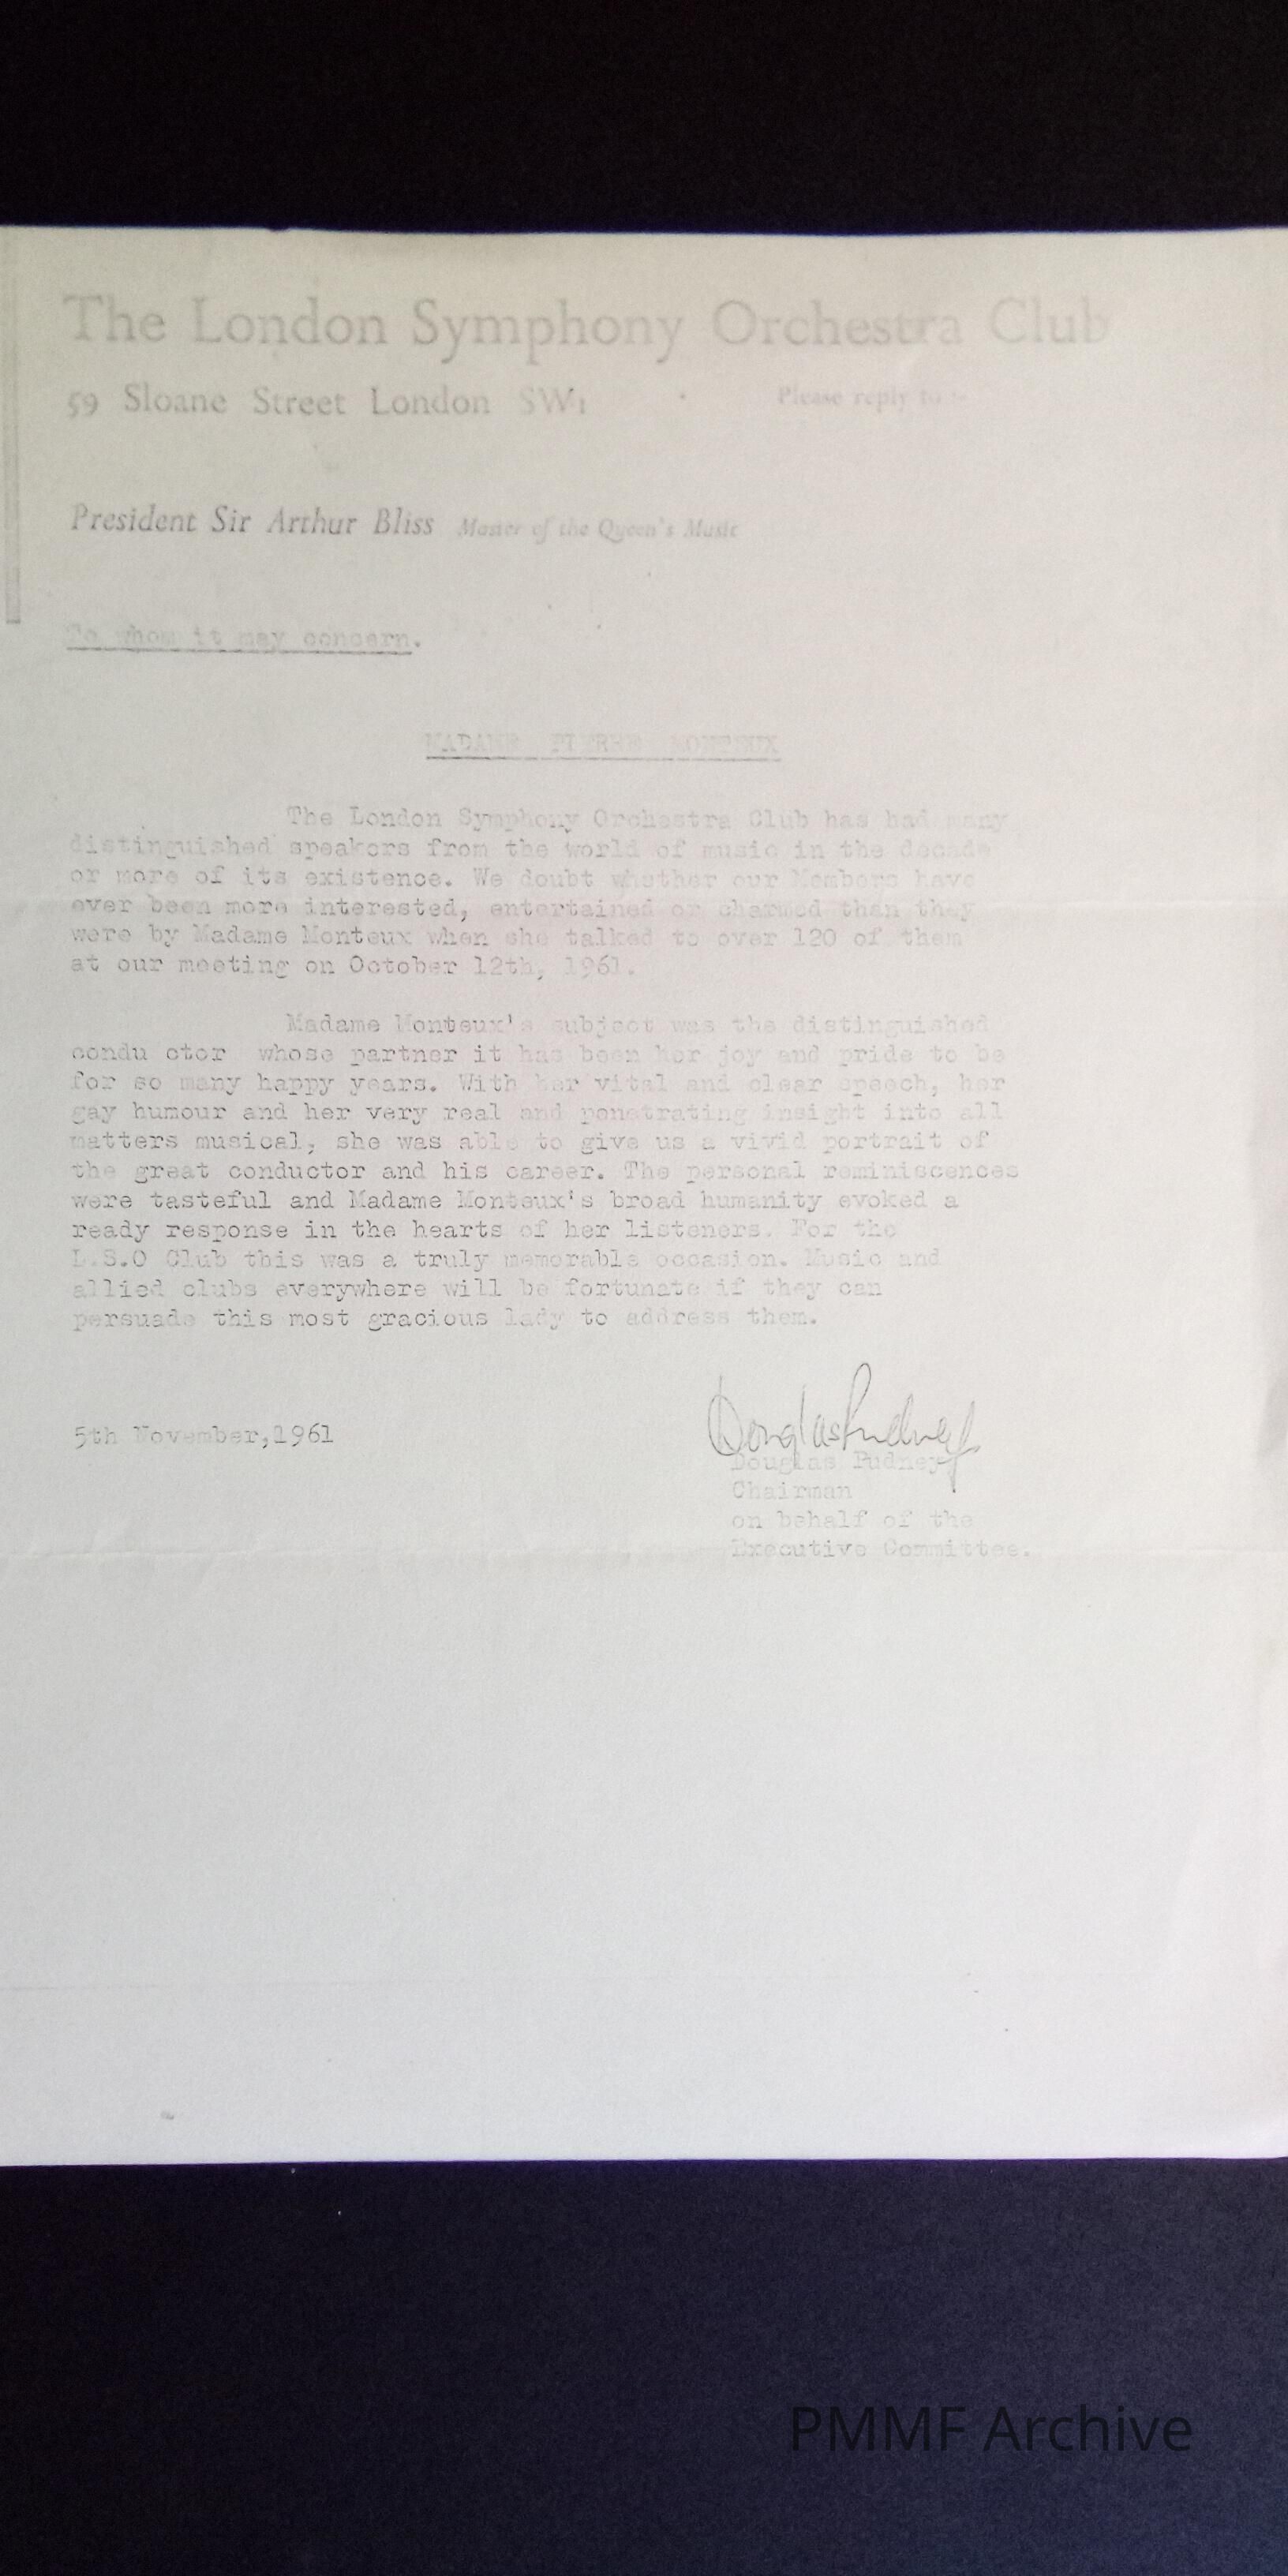 The London Symphony Orchestra Club
59 Sloane Street London SW1 Please reply to
President Sir Arthur Bliss Master of the Queen's Music
To whom it may concern.
MADAME PIERRE MONTEUX
The London Symphony Orchestra Club has had many
distinguished speakers from the world of music in the decade
or more of its existence. We doubt whether our Members have
ever been more interested, entertained or charmed than they
were by Madame Monteux when she talked to over 120 of them
at our meeting on October 12th, 1961.
Madame Monteux's subject was the distinguished
condu ctor whose partner it has been her joy and pride to be
for so many happy years. With her vital and clear speech, her
gay humour and her very real and penetrating insight into all
matters musical, she was able to give us a vivid portrait of
the great conductor and his career. The personal reminiscences
were tasteful and Madame Monteux's broad humanity evoked a
ready response in the hearts of her listeners. For the
L.S.O Club this was a truly memorable occasion. Music and
allied clubs everywhere will be fortunate if they can
persuade this most gracious lady to address them.
Douglas Pudney
5th November,1961
Douglas Pudney
Chairman
on behalf of the
Executive Committee.
PMMF Archive